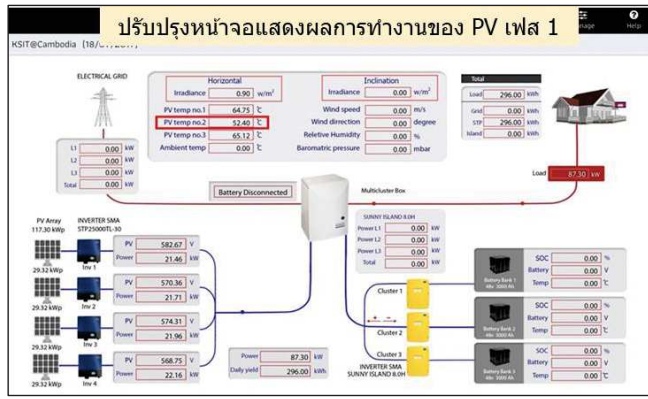 ปรับปรุงหน้าจอแสดงผลการทำงานของ PV เฟส 1
Help
KSIT@Cambodia
ELECTRICAL GRID
L1 0.00 kW
L2 0.00 kW
L3 0.00 kW
Total 0.00 kW
Horizontal
Irradiance 0.90 w/m²
PV temp no.1 64.75 ℃
PV temp no.2 52.40 ℃
PV temp no.3 65.12 ℃
Ambient temp 0.00 ℃
Inclination
Irradiance 0.00 w/m²
Wind speed 0.00 m/s
Wind dirrection 0.00 degree
Reletive Humidity 0.00 %
Barometric pressure 0.00 mbar
Total
Load 296.00 kWh
Grid 0.00 kWh
STP 296.00 kWh
Island 0.00 kWh
Load 87.30 kW
Battery Disconnected
Multicluster Box
SUNNY ISLAND 8.0H
Power L1 0.00 kW
Power L2 0.00 kW
Power L3 0.00 kW
Total 0.00 kW
PV Array
117.30 kWp
INVERTER SMA
STP25000TL-30
29.32 kWp
Inv 1
PV 582.67 V
Power 21.46 kW
29.32 kWp
Inv 2
PV 570.36 V
Power 21.71 kW
29.32 kWp
Inv 3
PV 574.31 V
Power 21.96 kW
29.32 kWp
Inv 4
PV 568.75 V
Power 22.16 kW
Power 87.30 kW
Daily yield 296.00 kWh
Cluster 1
Cluster 2
Cluster 3
INVERTER SMA
SUNNY ISLAND 8.0H
Battery Bank 1
48v 3000 Ah
SOC 0.00 %
Battery 0.00 V
Temp 0.00 ℃
Battery Bank 2
48v 3000 Ah
SOC 0.00 %
Battery 0.00 V
Temp 0.00 ℃
Battery Bank 3
48v 3000 Ah
SOC 0.00 %
Battery 0.00 V
Temp 0.00 ℃